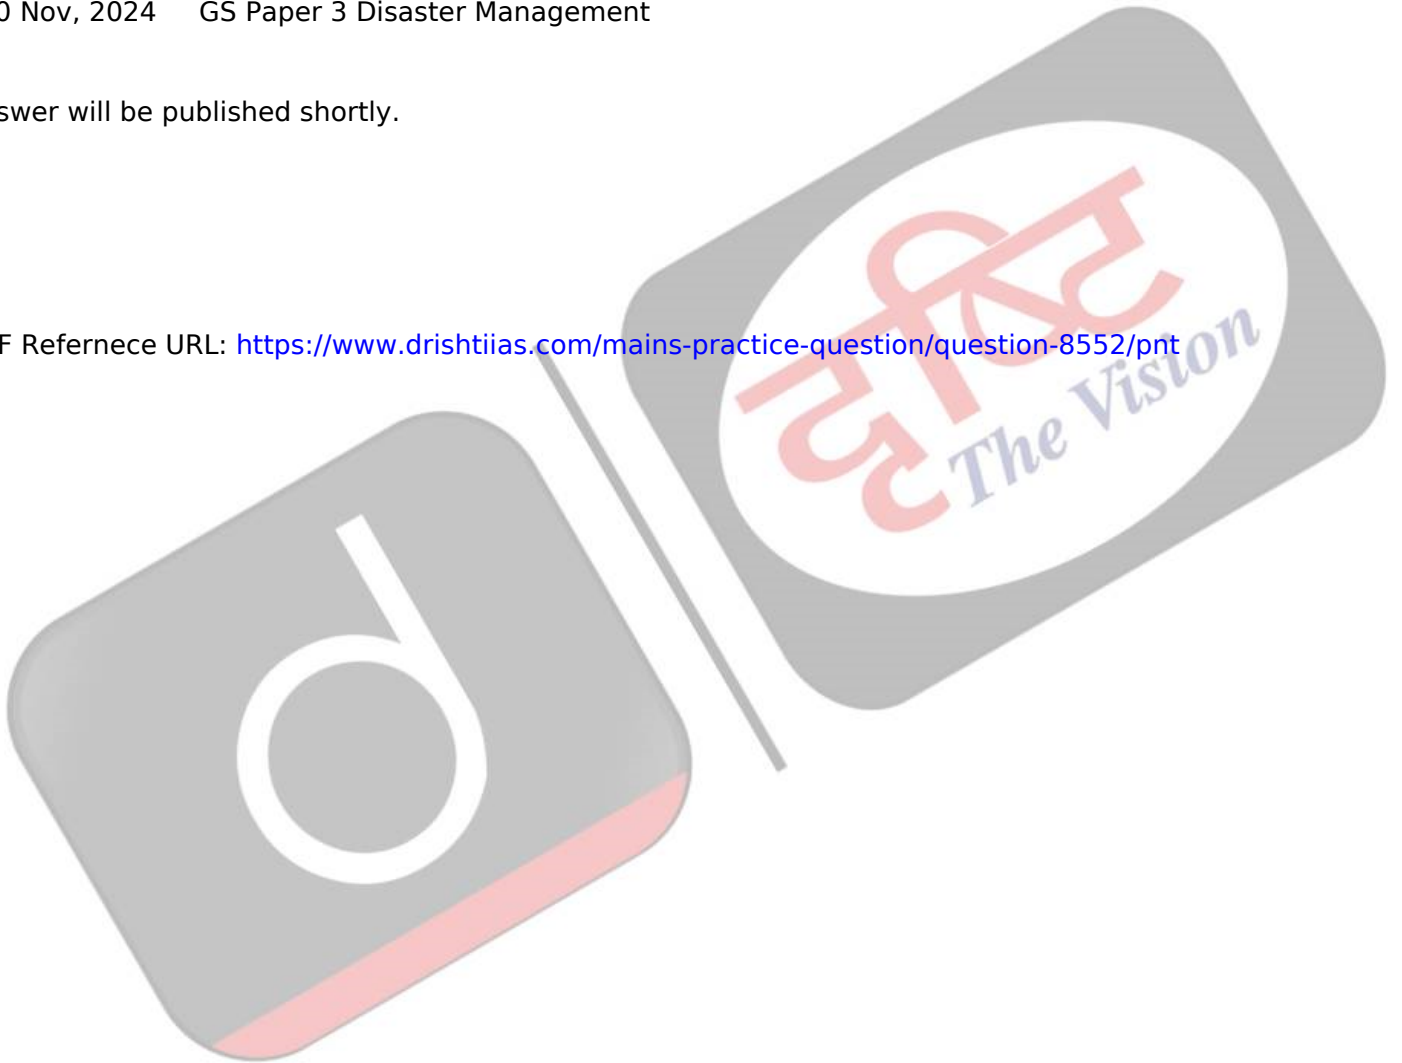 0 Nov, 2024 GS Paper 3 Disaster Management
swer will be published shortly.
F Refernece URL: https://www.drishtiias.com/mains-practice-question/question-8552/pnt
दृष्टि
The Vision
d